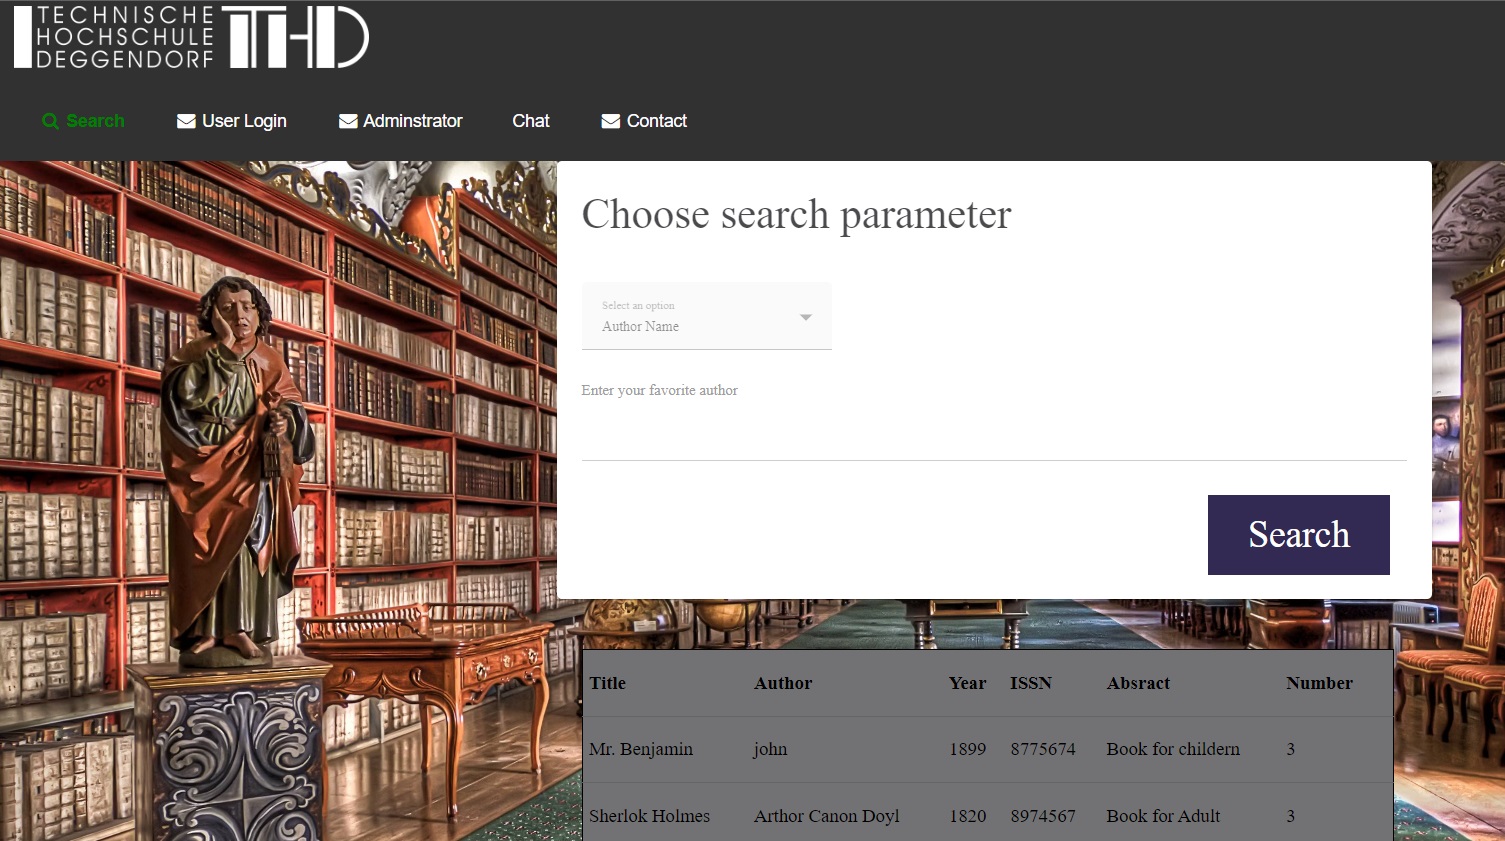 TECHNISCHE
HOCHSCHULE
DEGGENDORF THD
Search User Login Adminstrator Chat Contact
Choose search parameter
Select an option
Author Name
Enter your favorite author
Search
Title Author Year ISSN Absract Number
Mr. Benjamin john 1899 8775674 Book for childern 3
Sherlok Holmes Arthor Canon Doyl 1820 8974567 Book for Adult 3